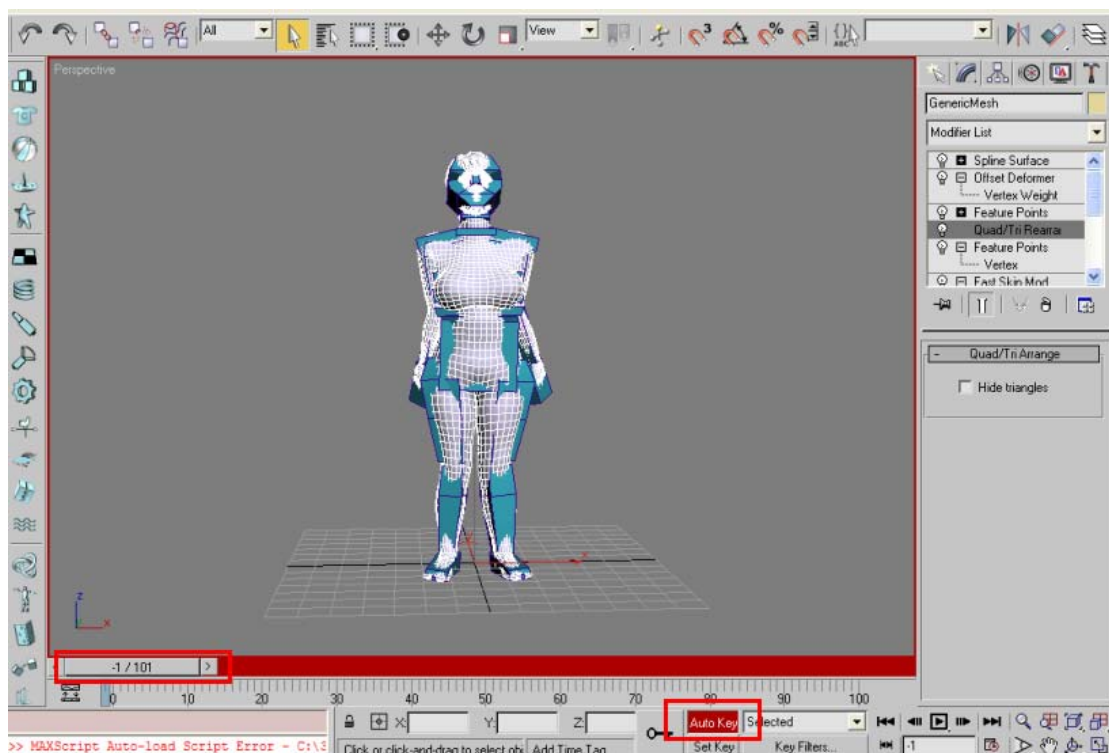 All
View
3
%
ABC
Perspective
GenericMesh
Modifier List
Spline Surface
Offset Deformer
Vertex Weight
Feature Points
Quad/Tri Rearra
Feature Points
Vertex
Fast Skin Mod
- Quad/Tri Arrange
Hide triangles
z
x
x
-1 / 101 >
0 10 20 30 40 50 60 70 80 90 100
X: Y: Z: Auto Key Selected
>> MAXScript Auto-load Script Error - C:\3 Click or click-and-drag to select obj Add Time Tag Set Key Key Filters... -1